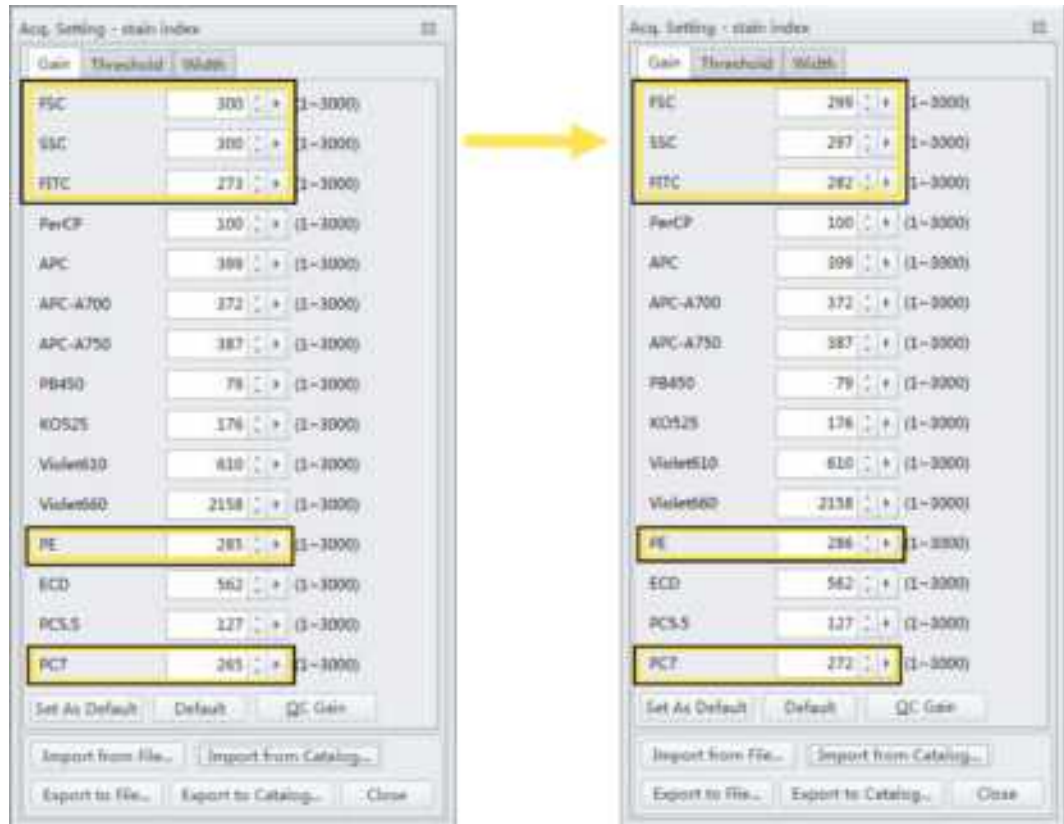 Acq. Setting - stain index
Gain Threshold Width
FSC 300 (1~3000)
SSC 300 (1~3000)
FITC 273 (1~3000)
PerCP 100 (1~3000)
APC 399 (1~3000)
APC-A700 372 (1~3000)
APC-A750 387 (1~3000)
PB450 79 (1~3000)
KO525 176 (1~3000)
Violet610 610 (1~3000)
Violet660 2158 (1~3000)
PE 285 (1~3000)
ECD 562 (1~3000)
PC5.5 127 (1~3000)
PC7 265 (1~3000)
Set As Default Default QC Gain
Import from File... Import from Catalog...
Export to File... Export to Catalog... Close
Acq. Setting - stain index
Gain Threshold Width
FSC 299 (1~3000)
SSC 297 (1~3000)
FITC 282 (1~3000)
PerCP 100 (1~3000)
APC 399 (1~3000)
APC-A700 372 (1~3000)
APC-A750 387 (1~3000)
PB450 79 (1~3000)
KO525 176 (1~3000)
Violet610 610 (1~3000)
Violet660 2158 (1~3000)
PE 286 (1~3000)
ECD 562 (1~3000)
PC5.5 127 (1~3000)
PC7 272 (1~3000)
Set As Default Default QC Gain
Import from File... Import from Catalog...
Export to File... Export to Catalog... Close